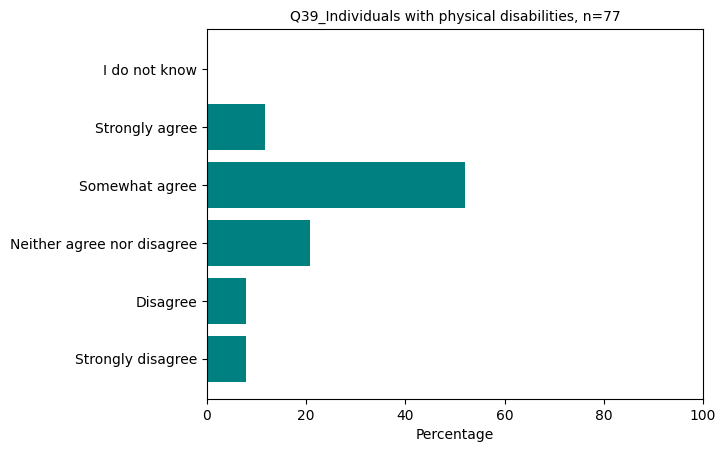 Q39_Individuals with physical disabilities, n=77
I do not know
Strongly agree
Somewhat agree
Neither agree nor disagree
Disagree
Strongly disagree
0 20 40 60 80 100
Percentage